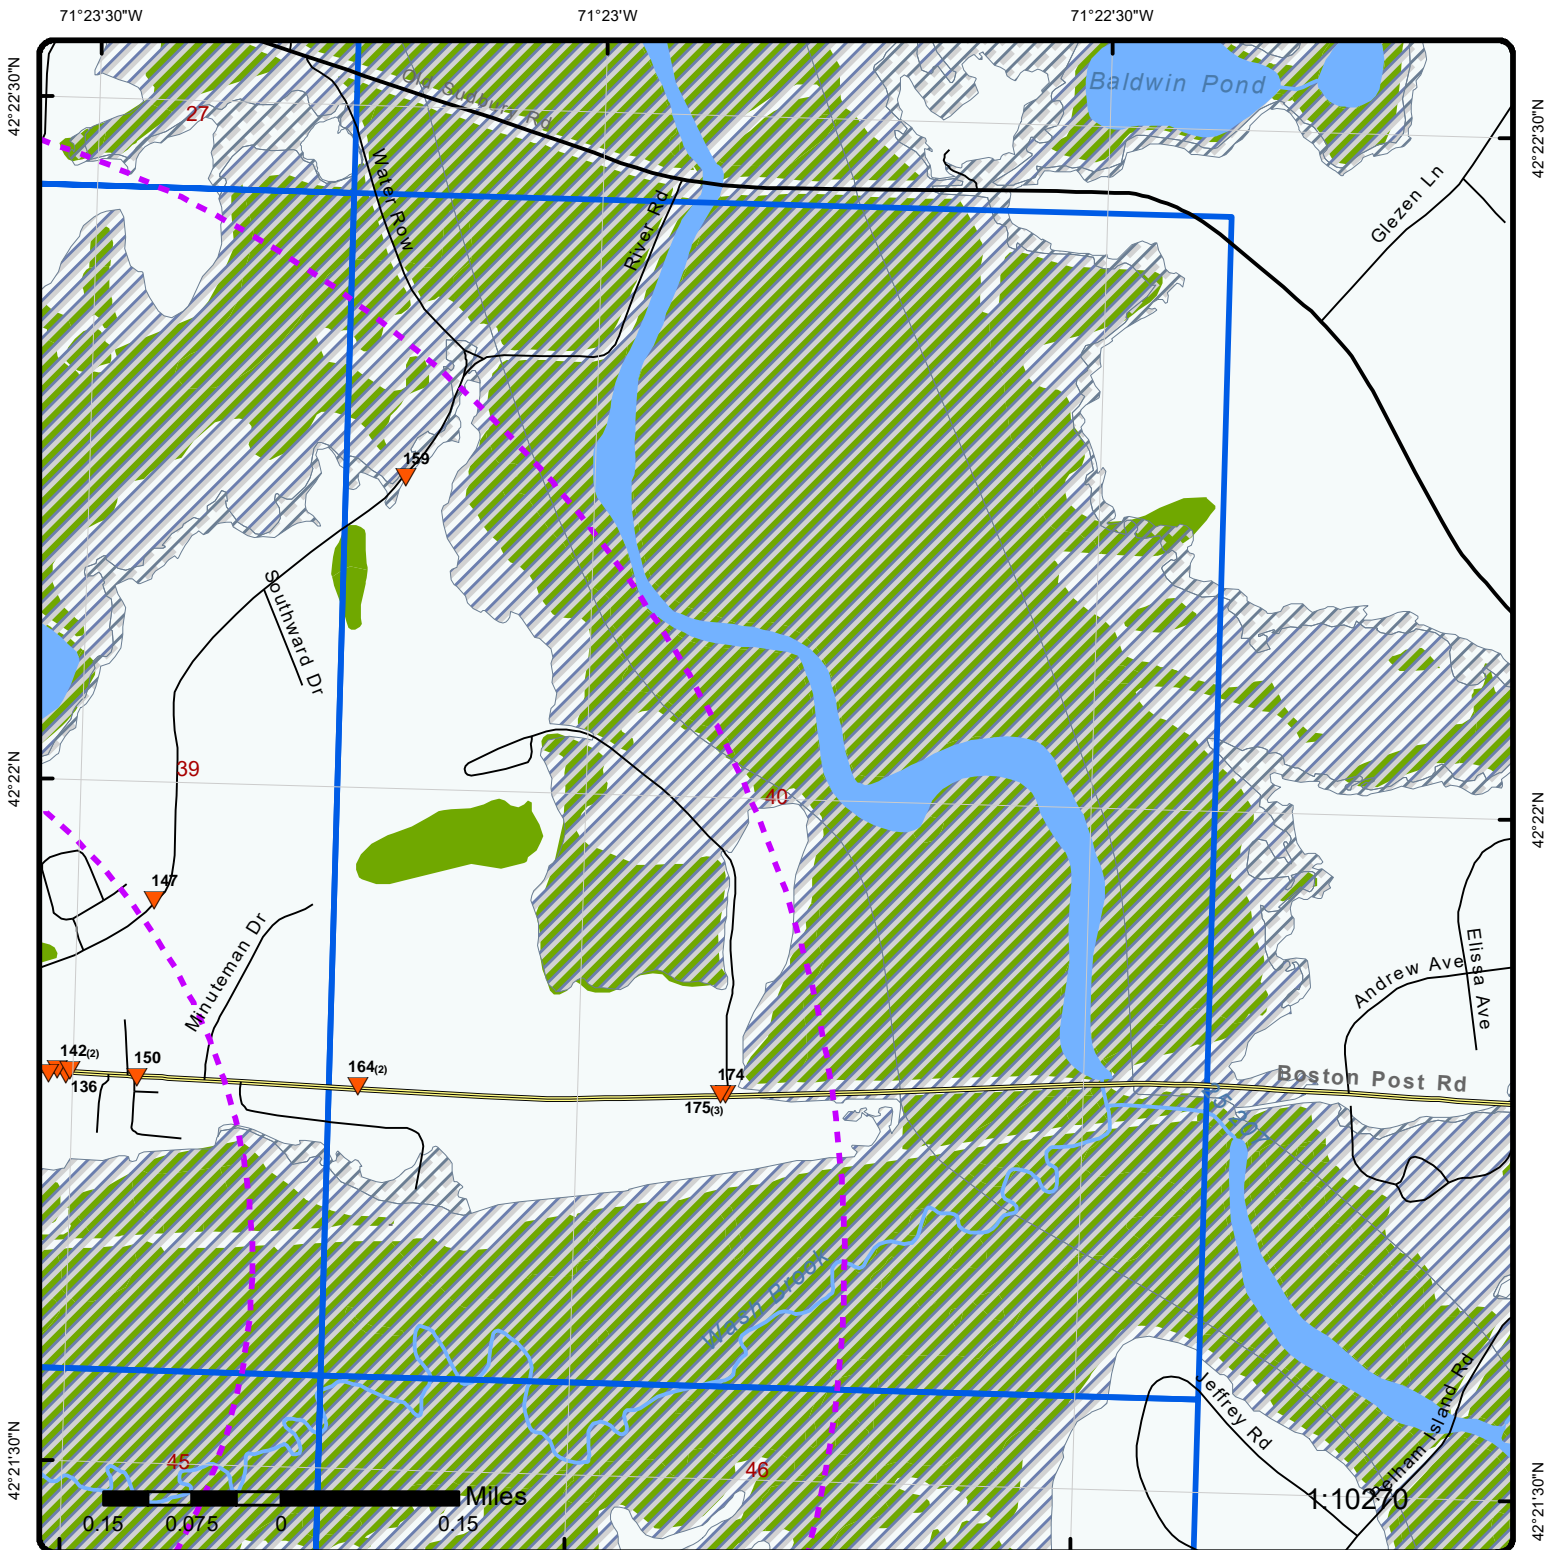 71°23'30"W
71°23'W
71°22'30"W
42°22'30"N
42°22'30"N
Baldwin Pond
Old Sudbury Rd
27
Water Row
River Rd
Glezen Ln
159
Southward Dr
39
40
42°22'N
42°22'N
147
Minuteman Dr
Elissa Ave
Andrew Ave
142(2)
150
136
164(2)
174
175(3)
Boston Post Rd
Wash Brook
Jeffrey Rd
Pelham Island Rd
45
46
42°21'30"N
42°21'30"N
Miles
0.15
0.075
0
0.15
1:10270